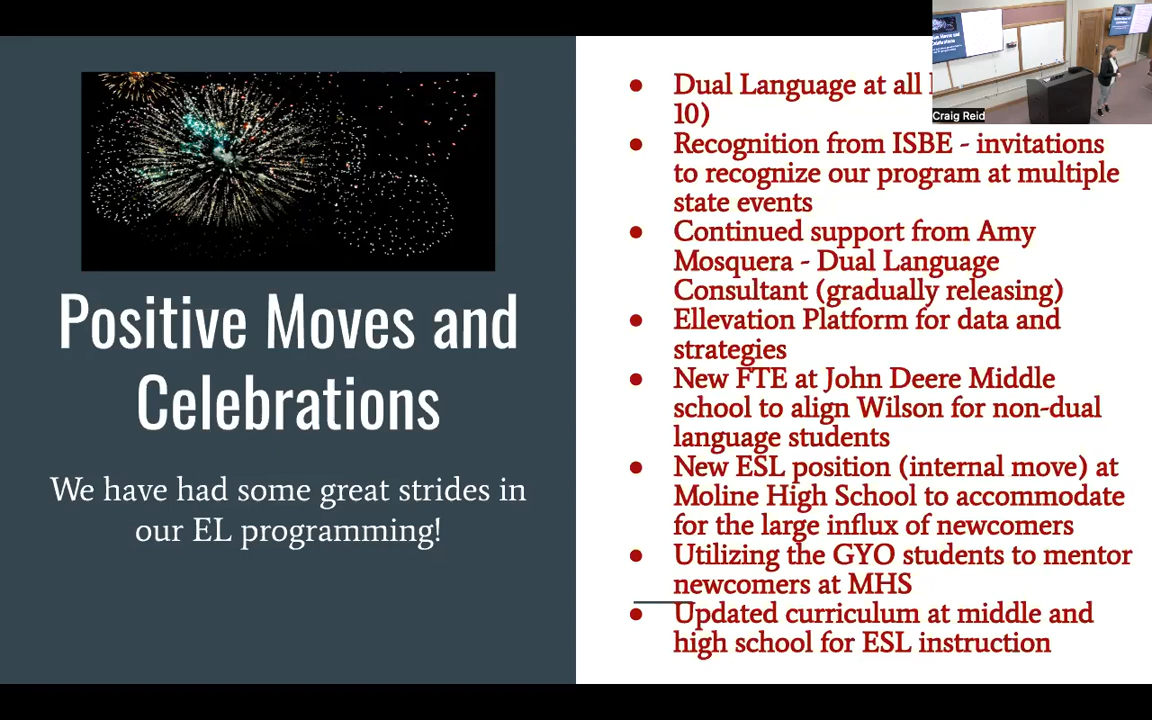 Positive Moves and
Celebrations
We have had some great strides in
our EL programming!
Dual Language at all
10)
Recognition from ISBE - invitations
to recognize our program at multiple
state events
Continued support from Amy
Mosquera - Dual Language
Consultant (gradually releasing)
Ellevation Platform for data and
strategies
New FTE at John Deere Middle
school to align Wilson for non-dual
language students
New ESL position (internal move) at
Moline High School to accommodate
for the large influx of newcomers
Utilizing the GYO students to mentor
newcomers at MHS
Updated curriculum at middle and
high school for ESL instruction
Craig Reid